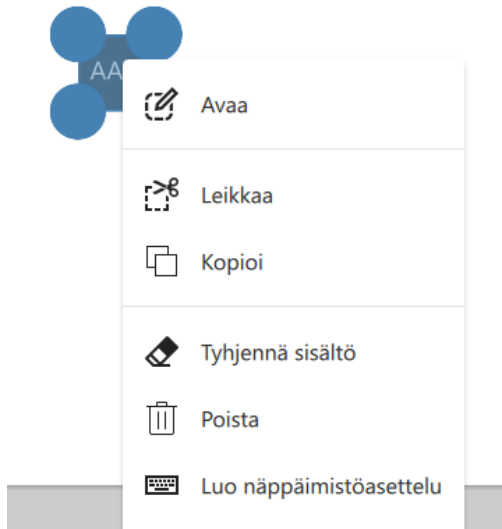 AA
Avaa
Leikkaa
Kopioi
Tyhjennä sisältö
Poista
Luo näppäimistöasettelu